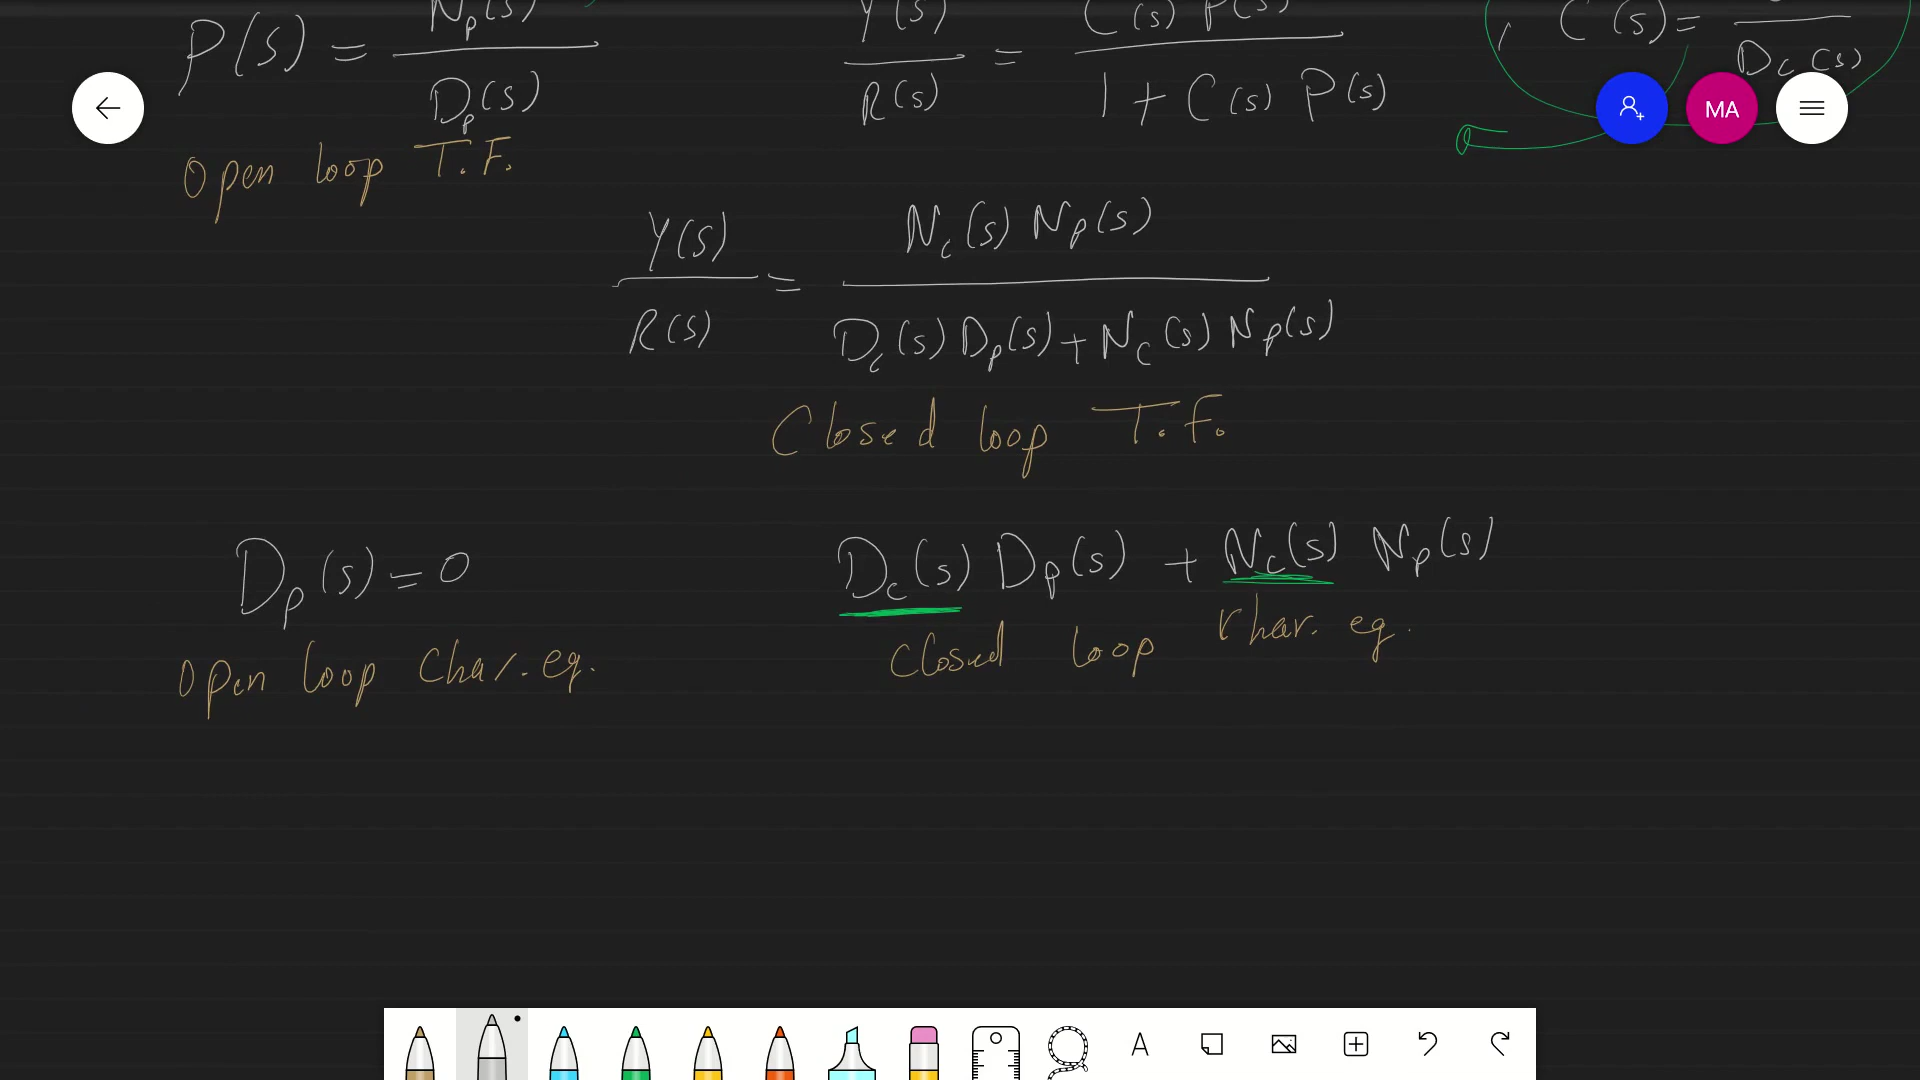 P(s) = Np(s) / Dp(s)
Y(s) / R(s) = C(s) P(s) / 1 + C(s) P(s)
, C(s) = / Dc(s)
MA
Open loop T.F.
Y(s) / R(s) = Nc(s) Np(s) / Dc(s) Dp(s) + Nc(s) Np(s)
Closed loop T.F.
Dp(s) = 0
Dc(s) Dp(s) + Nc(s) Np(s)
Open loop Char. eq.
Closed loop Char. eq.
A